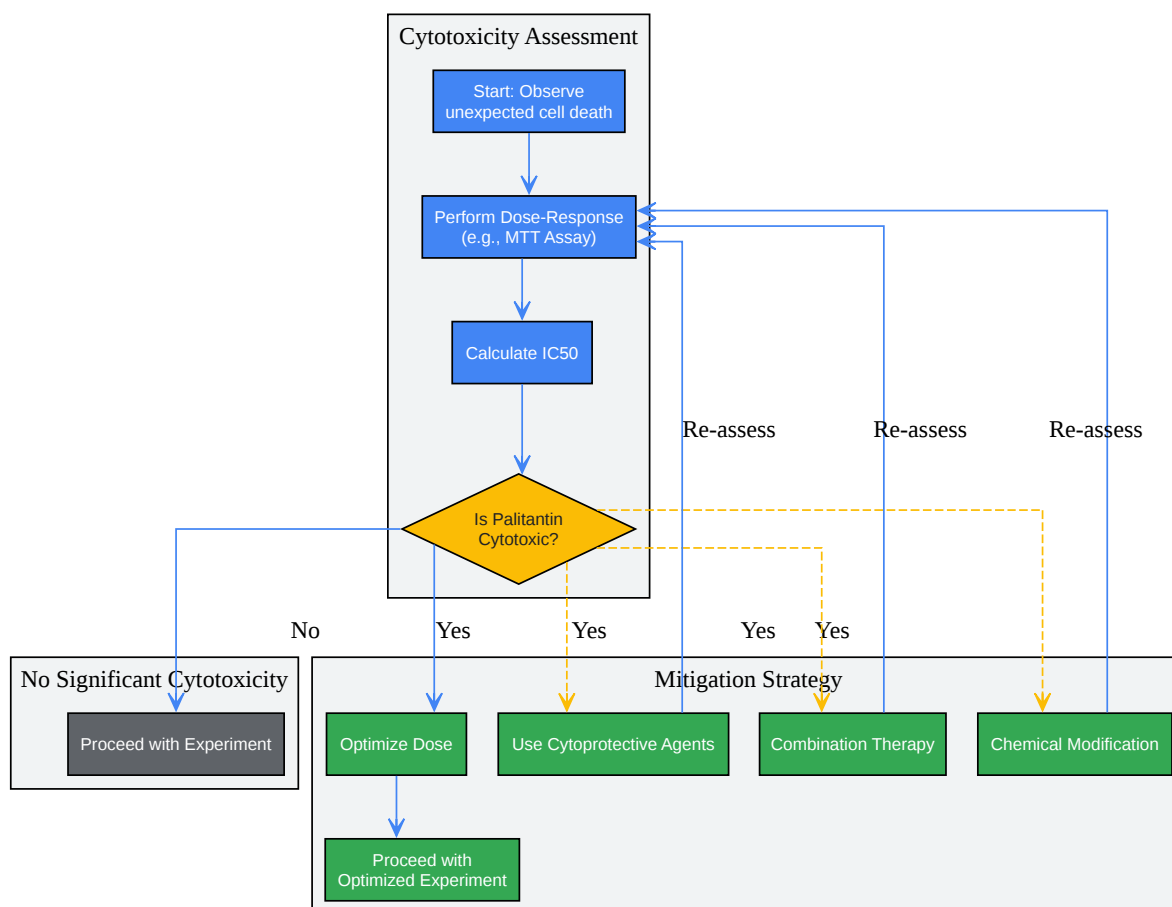 Cytotoxicity Assessment
Start: Observe
unexpected cell death
Perform Dose-Response
(e.g., MTT Assay)
Calculate IC50
Re-assess
Re-assess
Re-assess
Is Palitantin
Cytotoxic?
No
Yes
Yes
Yes
Yes
No Significant Cytotoxicity
Mitigation Strategy
Proceed with Experiment
Optimize Dose
Use Cytoprotective Agents
Combination Therapy
Chemical Modification
Proceed with
Optimized Experiment